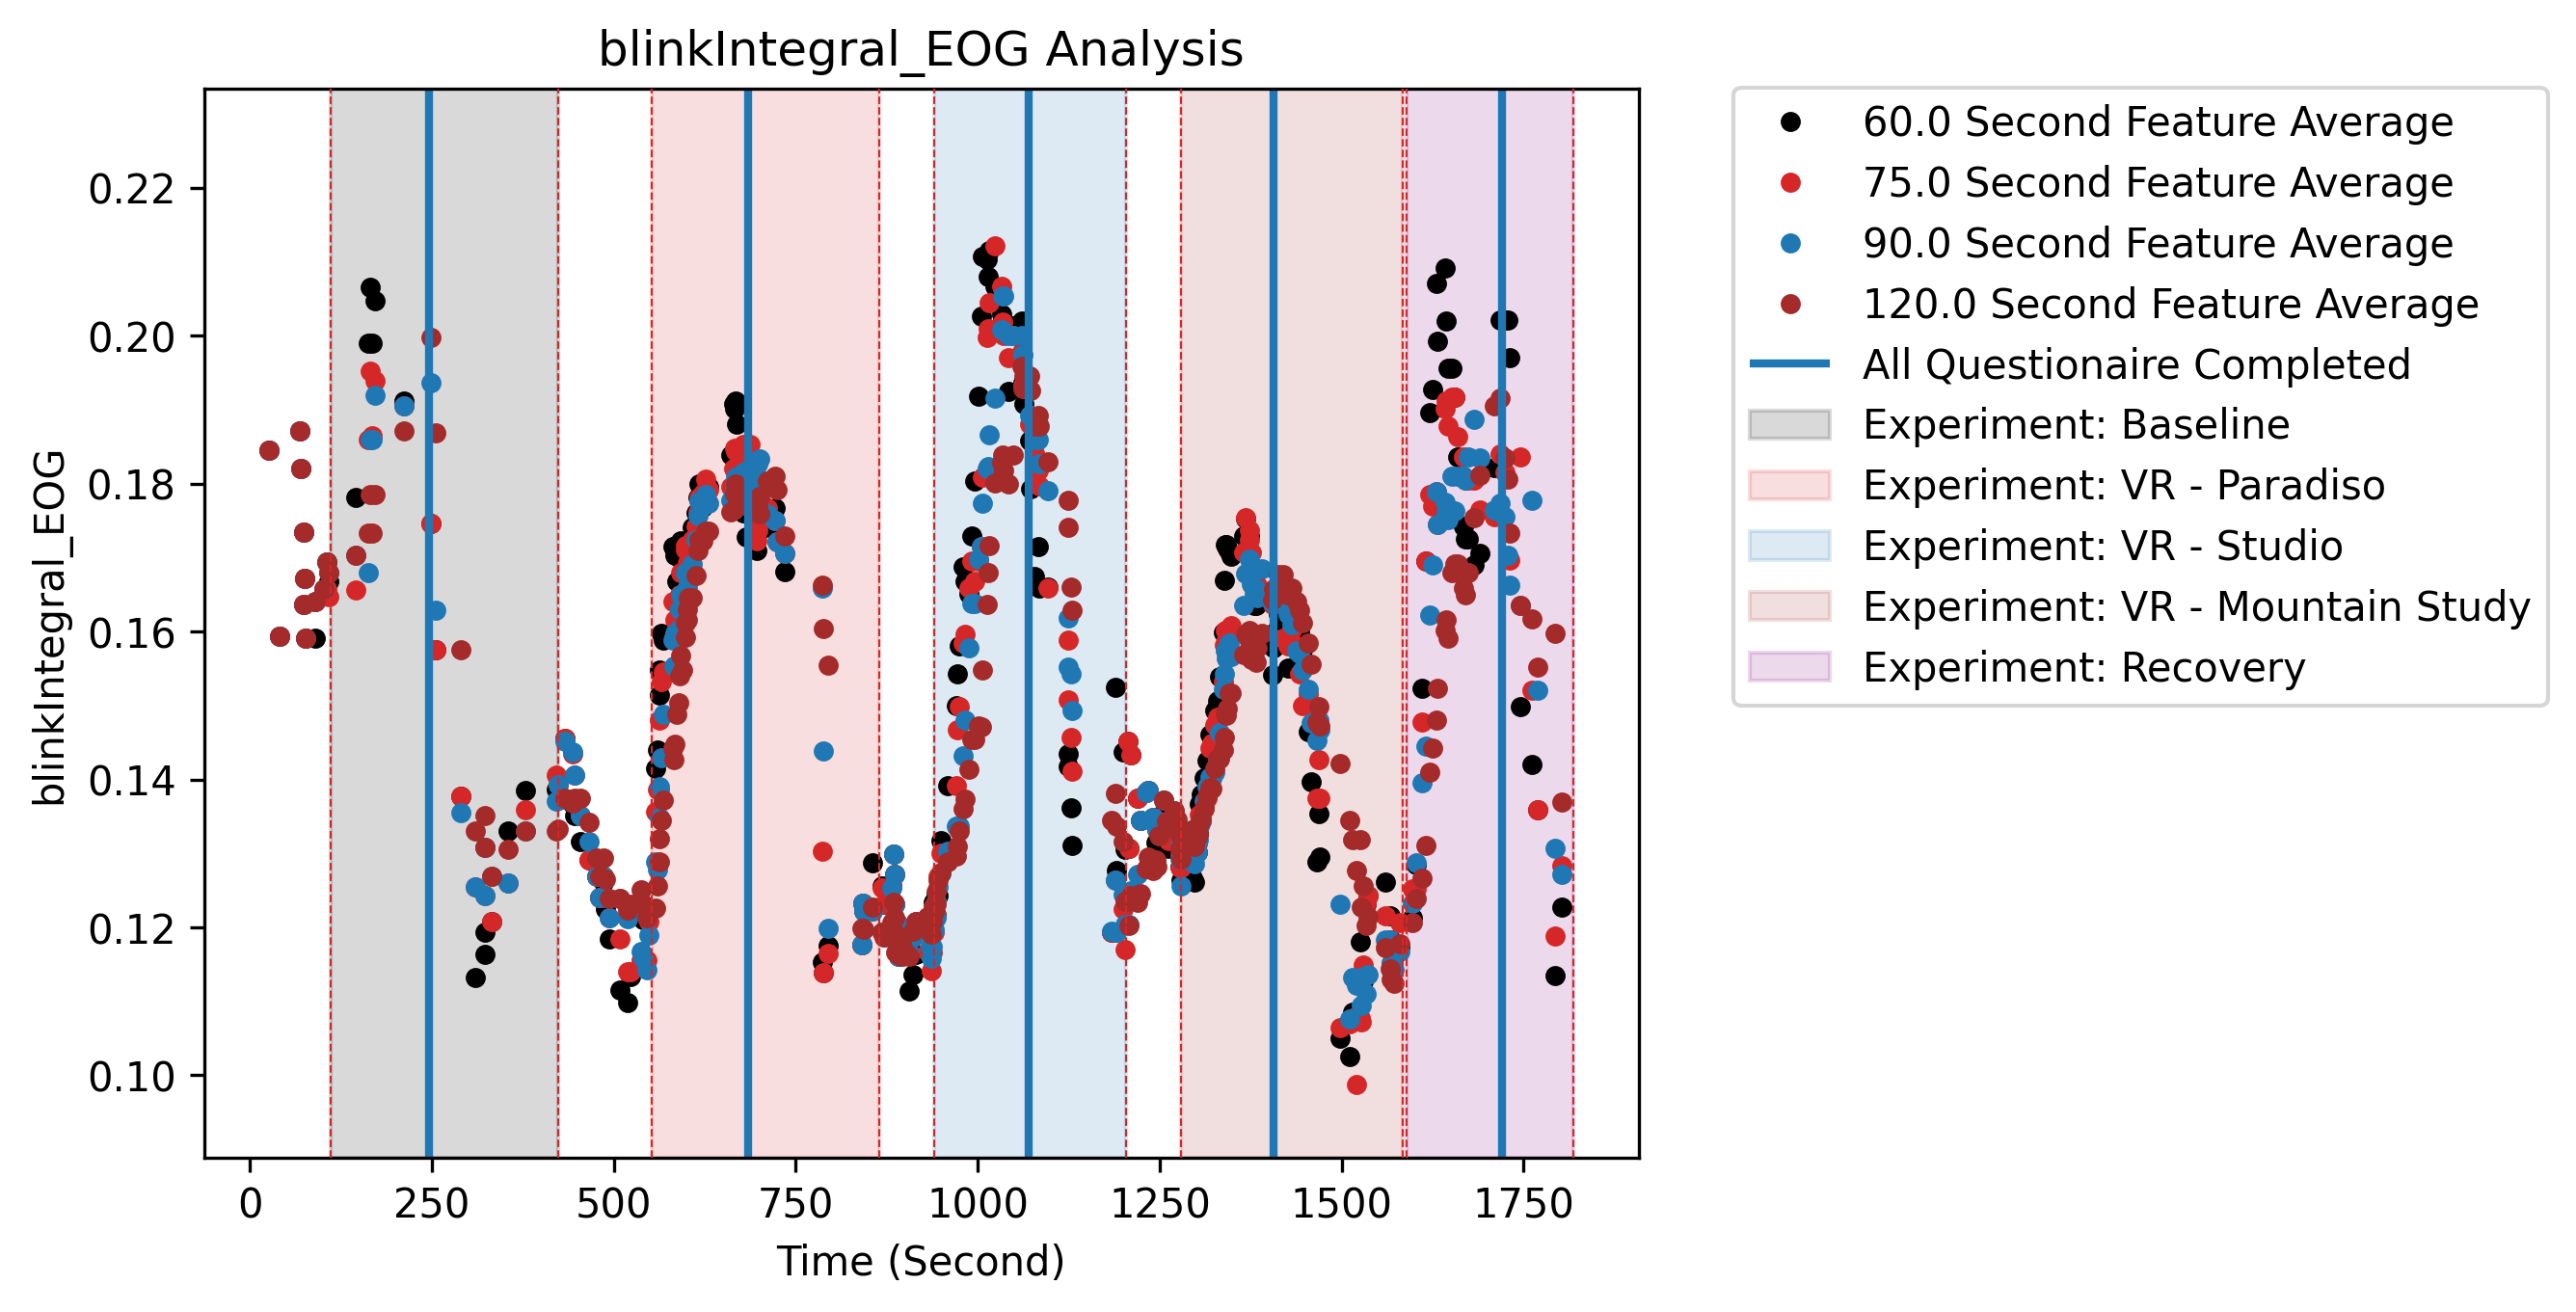 blinkIntegral_EOG Analysis
blinkIntegral_EOG
0.22
0.20
0.18
0.16
0.14
0.12
0.10
0 250 500 750 1000 1250 1500 1750
Time (Second)
60.0 Second Feature Average
75.0 Second Feature Average
90.0 Second Feature Average
120.0 Second Feature Average
All Questionaire Completed
Experiment: Baseline
Experiment: VR - Paradiso
Experiment: VR - Studio
Experiment: VR - Mountain Study
Experiment: Recovery